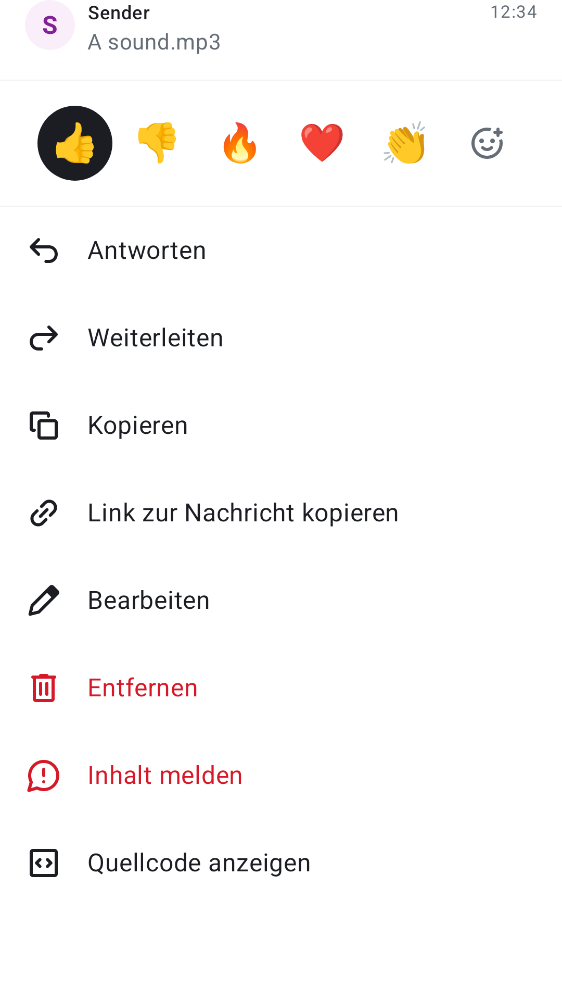 S
Sender
12:34
A sound.mp3
Antworten
Weiterleiten
Kopieren
Link zur Nachricht kopieren
Bearbeiten
Entfernen
Inhalt melden
Quellcode anzeigen